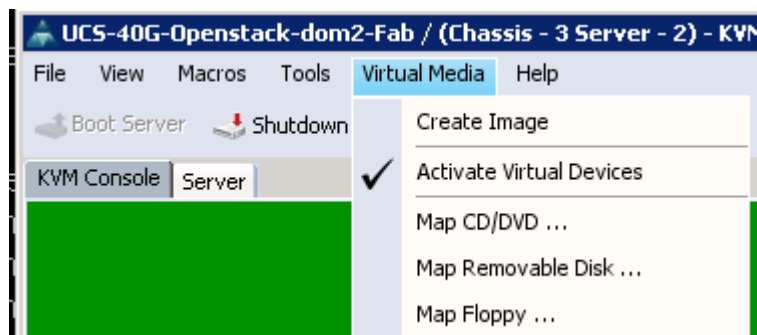 UCS-40G-Openstack-dom2-Fab / (Chassis - 3 Server - 2) - KVM
File View Macros Tools Virtual Media Help
Boot Server Shutdown
Create Image
KVM Console Server
Activate Virtual Devices
Map CD/DVD ...
Map Removable Disk ...
Map Floppy ...